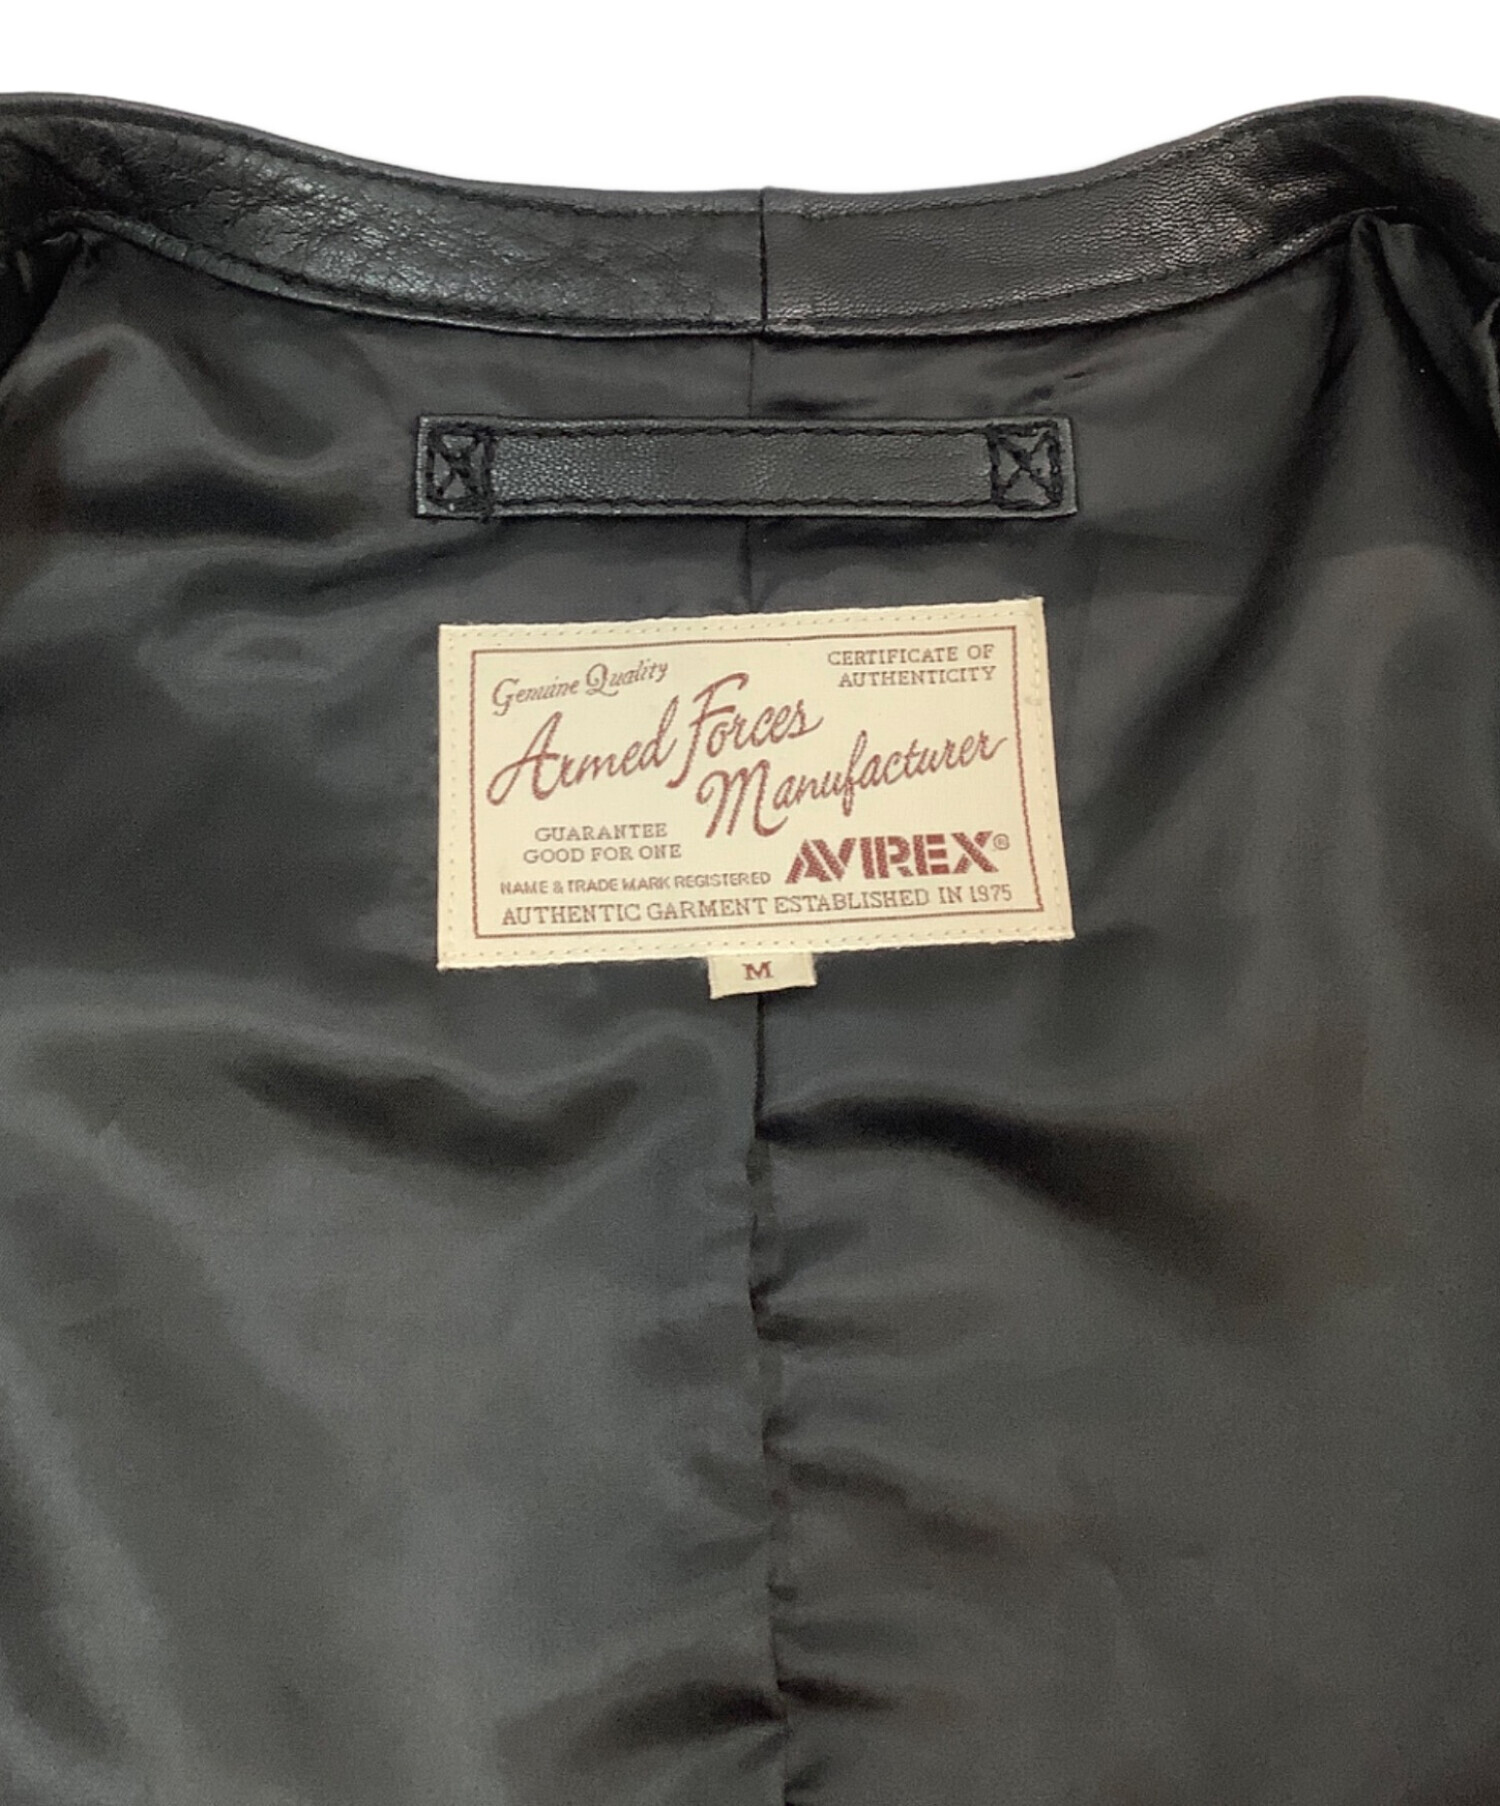 Genuine Quality
CERTIFICATE OF
AUTHENTICITY
Armed Forces
Manufacturer
GUARANTEE
GOOD FOR ONE
AVIREX®
NAME & TRADE MARK REGISTERED
AUTHENTIC GARMENT ESTABLISHED IN 1975
M